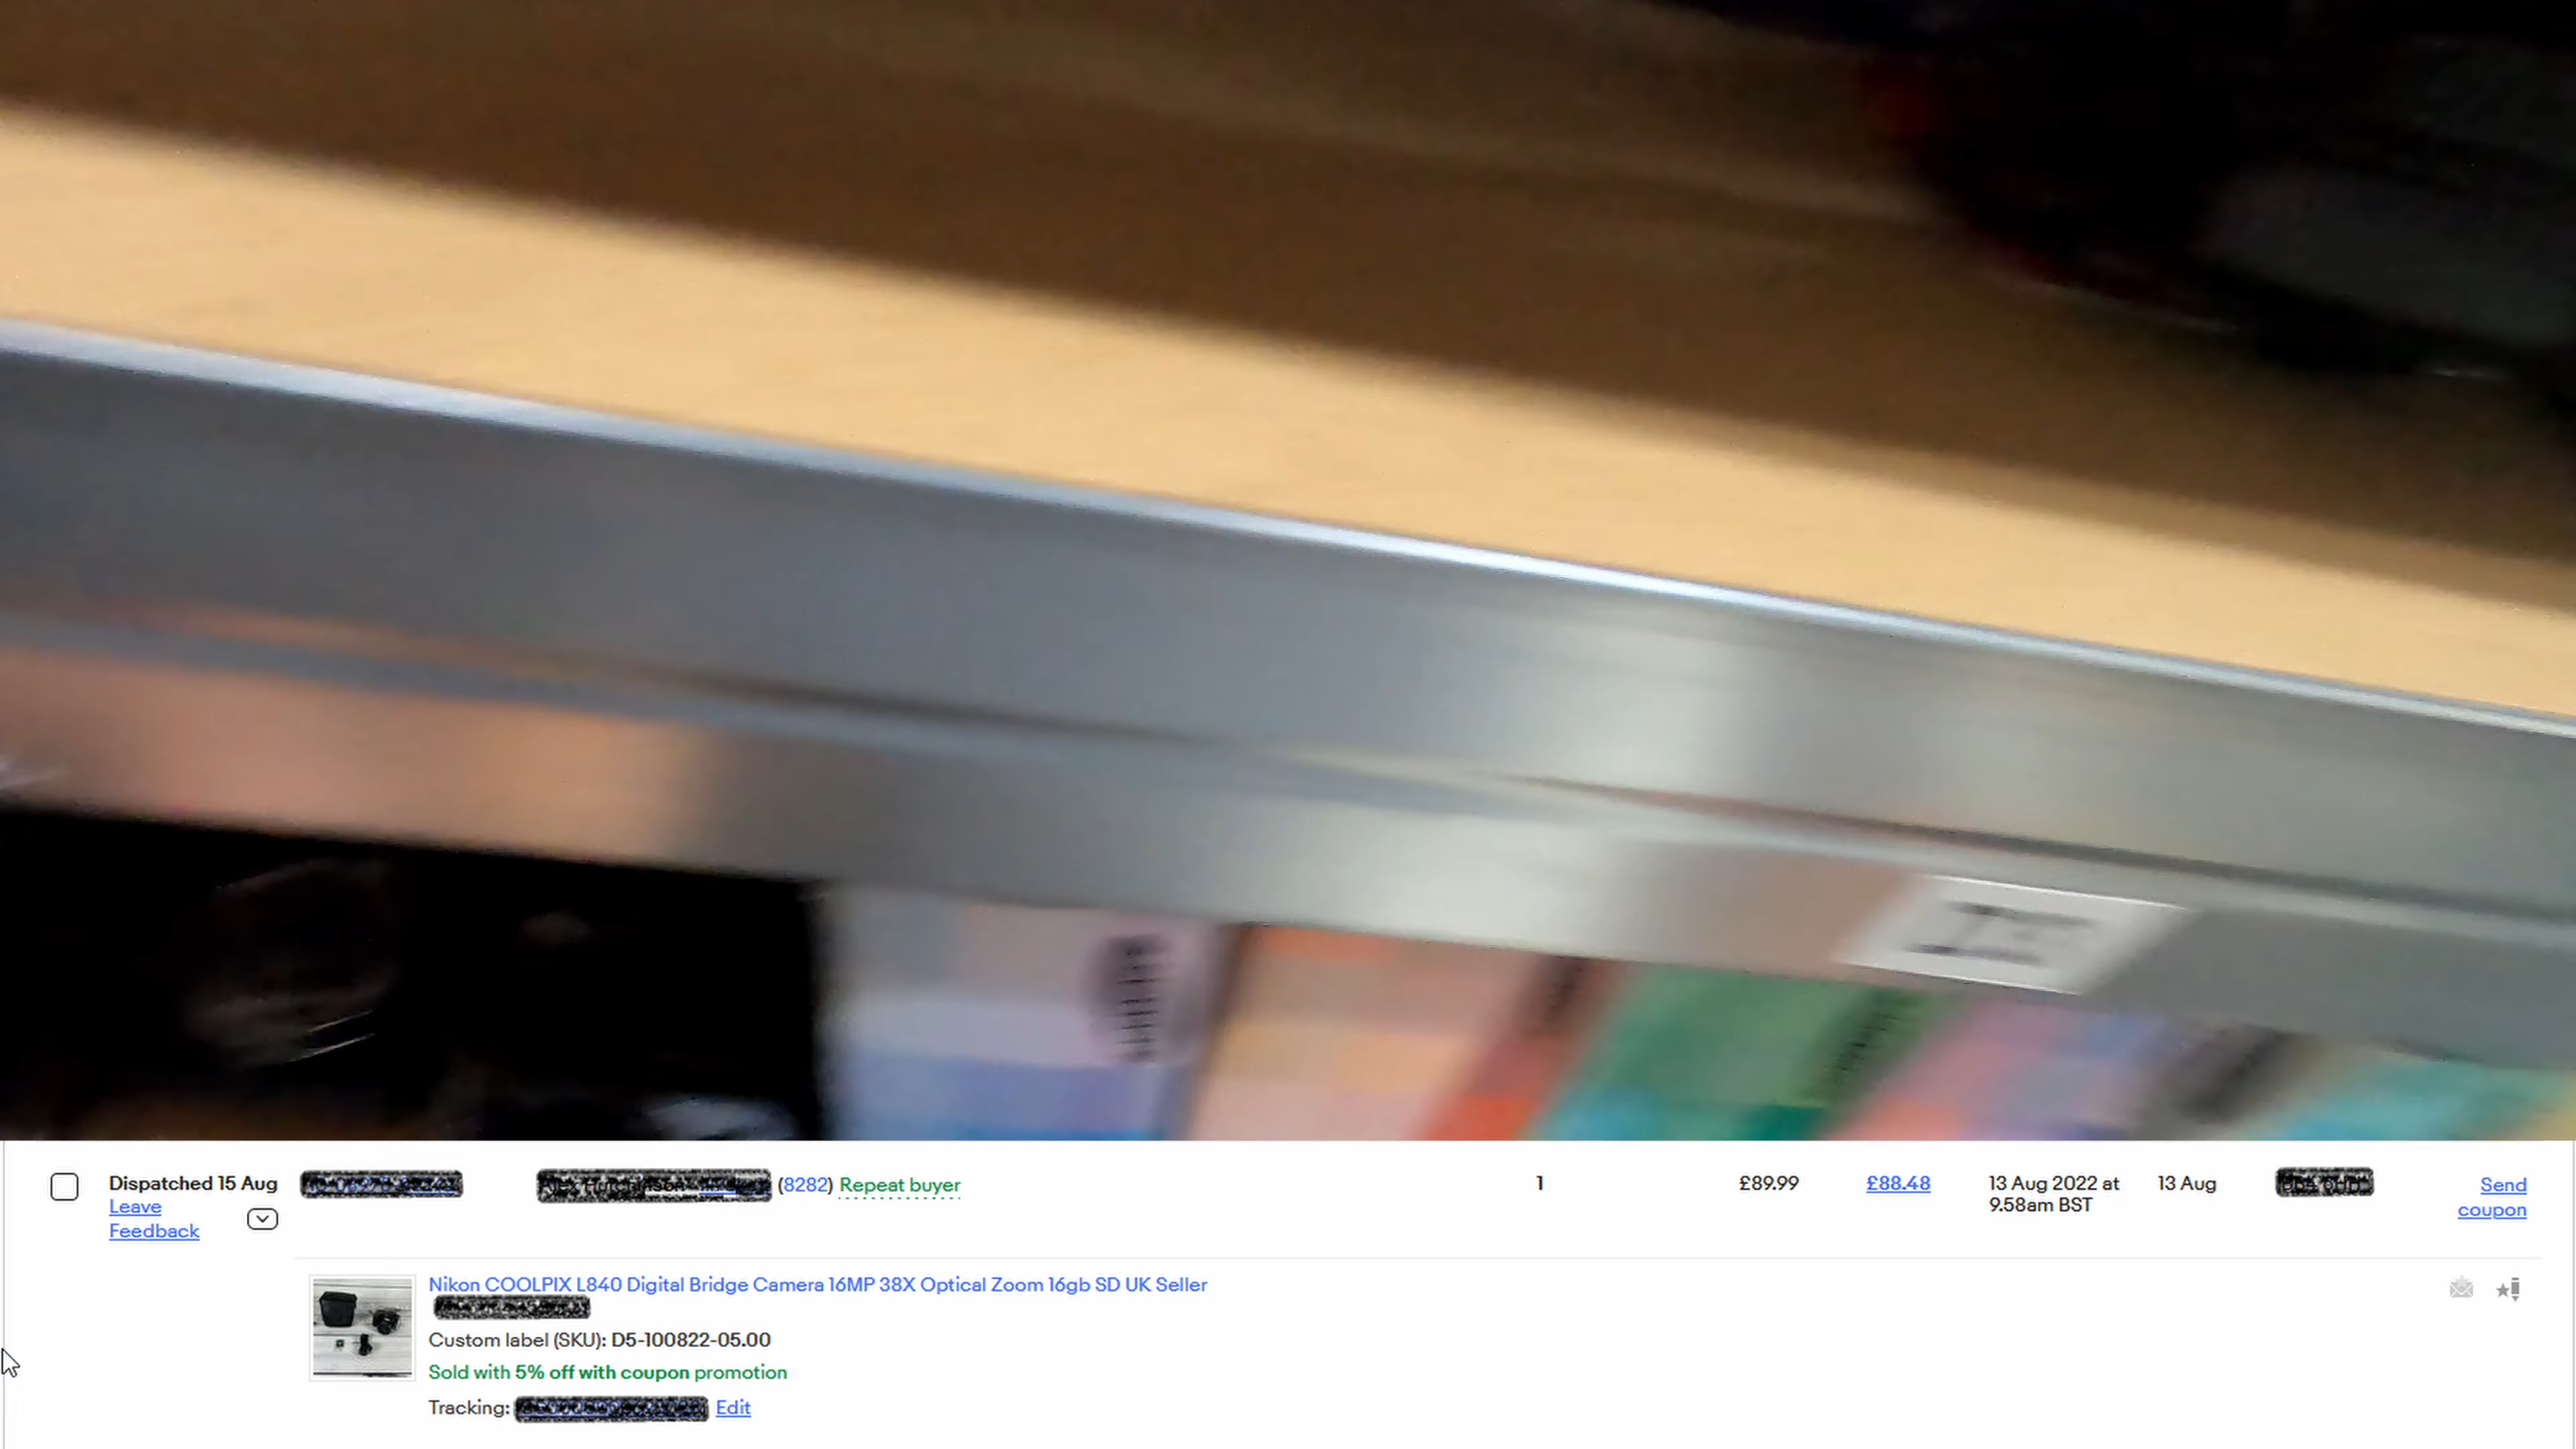 Dispatched 15 Aug (8282) Repeat buyer 1 £89.99 £88.48 13 Aug 2022 at 13 Aug Send
Leave 9.58am BST coupon
Feedback
Nikon COOLPIX L840 Digital Bridge Camera 16MP 38X Optical Zoom 16gb SD UK Seller
Custom label (SKU): D5-100822-05.00
Sold with 5% off with coupon promotion
Tracking: Edit